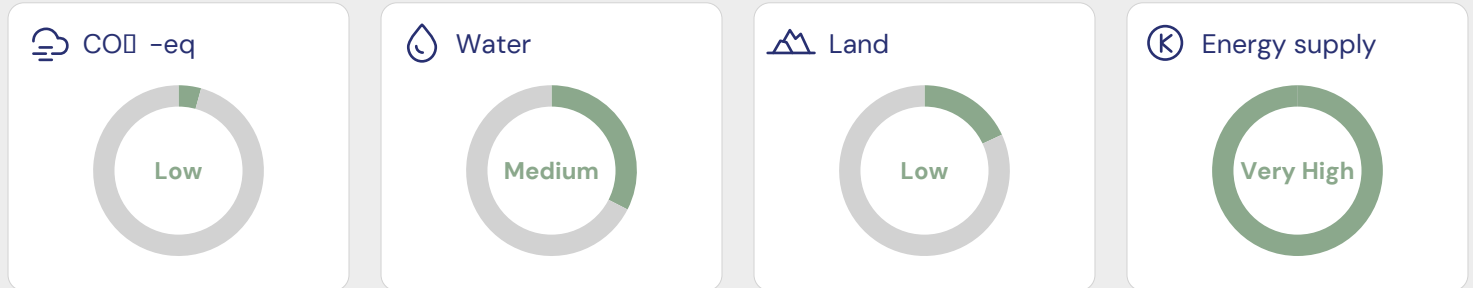 CO▯ -eq
Water
Land
Energy supply
Low
Medium
Low
Very High